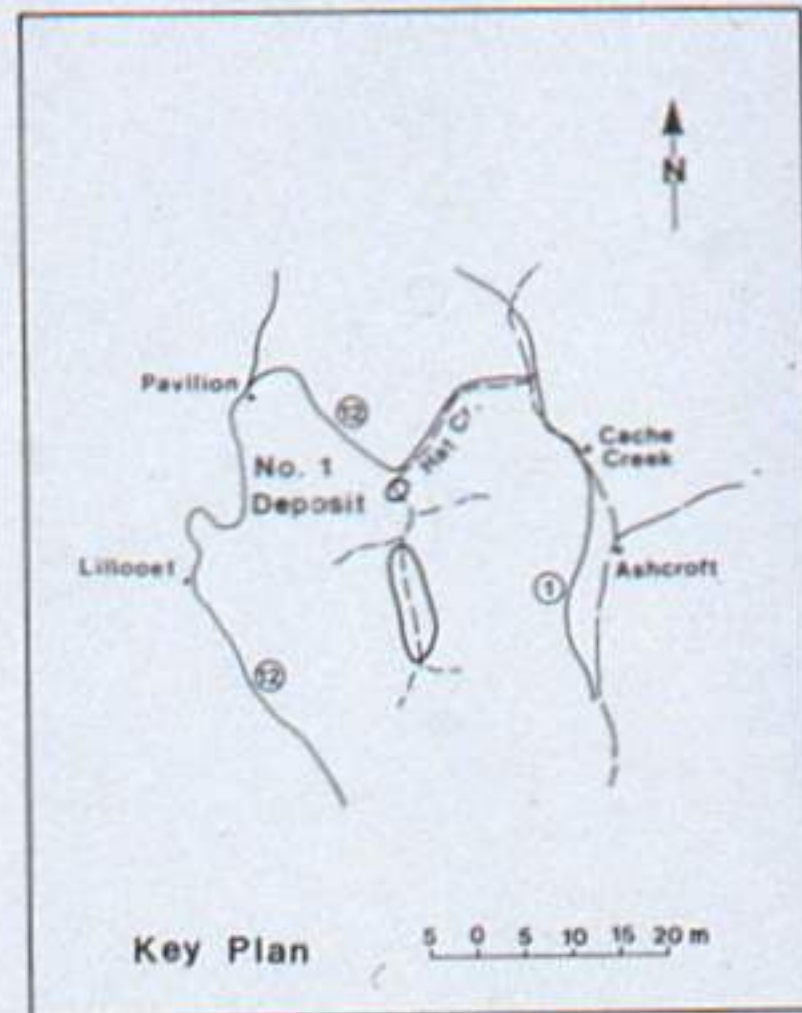 N
Pavilion
12
Hat Cr.
Cache
Creek
No. 1
Deposit
Lillooet
1
Ashcroft
12
Key Plan
5 0 5 10 15 20 m